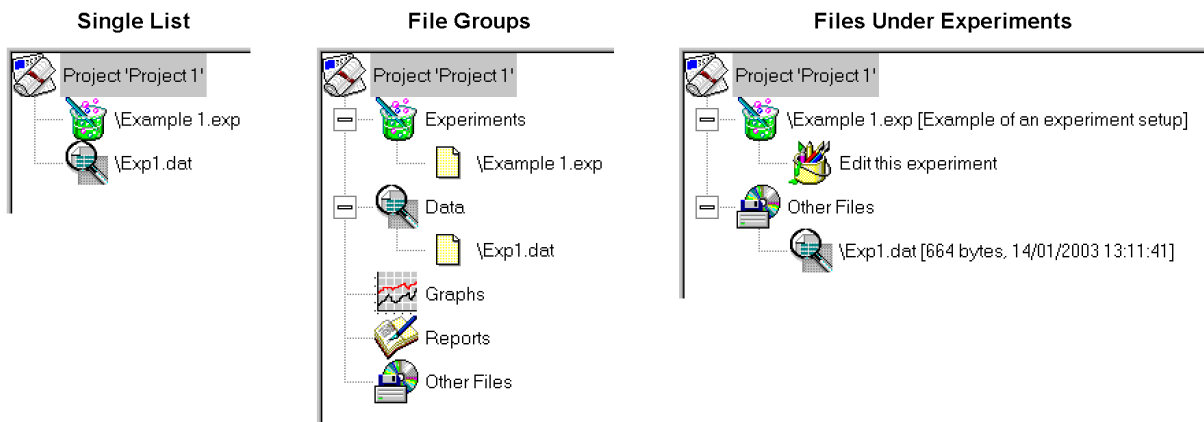 Single List
Project 'Project 1'
\Example 1.exp
\Exp1.dat
File Groups
Project 'Project 1'
Experiments
\Example 1.exp
Data
\Exp1.dat
Graphs
Reports
Other Files
Files Under Experiments
Project 'Project 1'
\Example 1.exp [Example of an experiment setup]
Edit this experiment
Other Files
\Exp1.dat [664 bytes, 14/01/2003 13:11:41]